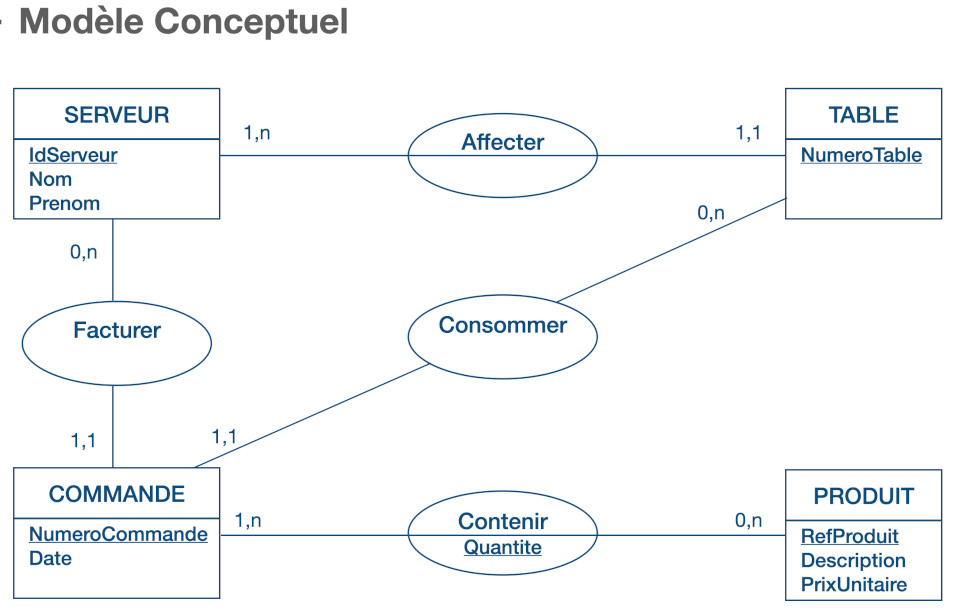 - Modèle Conceptuel
SERVEUR
IdServeur
Nom
Prenom
1,n
Affecter
1,1
TABLE
NumeroTable
0,n
0,n
Facturer
Consommer
1,1
1,1
COMMANDE
NumeroCommande
Date
1,n
Contenir
Quantite
0,n
PRODUIT
RefProduit
Description
PrixUnitaire